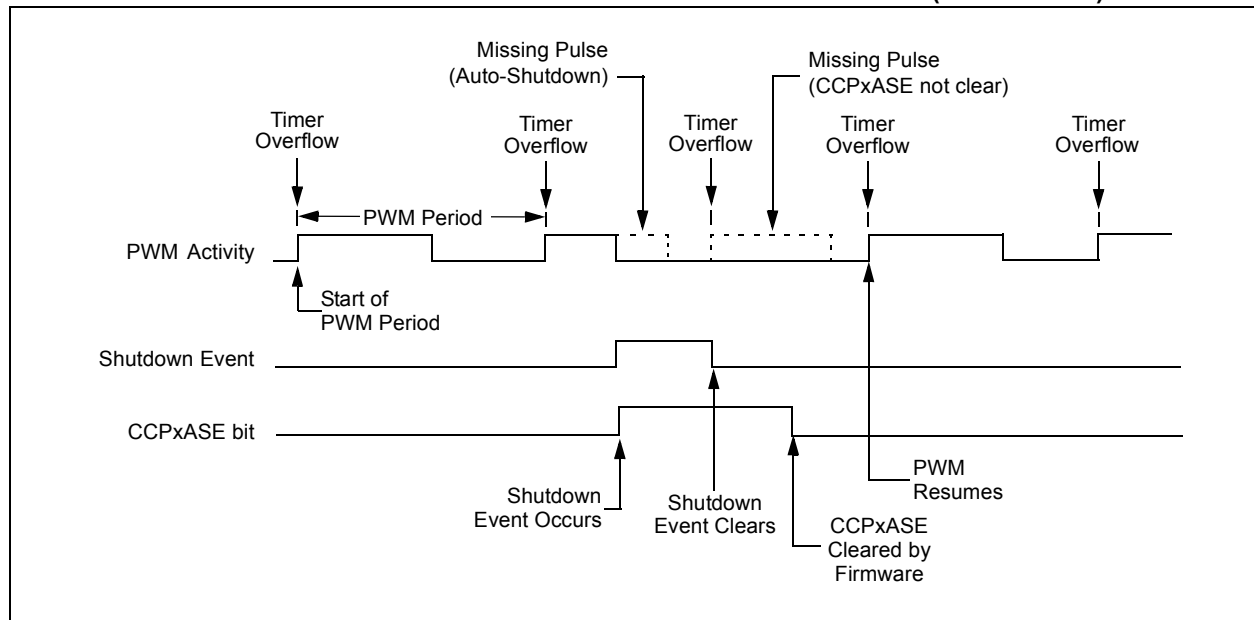 Missing Pulse
(Auto-Shutdown)
Missing Pulse
(CCPxASE not clear)
Timer
Overflow
Timer
Overflow
Timer
Overflow
Timer
Overflow
Timer
Overflow
PWM Period
PWM Activity
Start of
PWM Period
Shutdown Event
CCPxASE bit
Shutdown
Event Occurs
Shutdown
Event Clears
PWM
Resumes
CCPxASE
Cleared by
Firmware